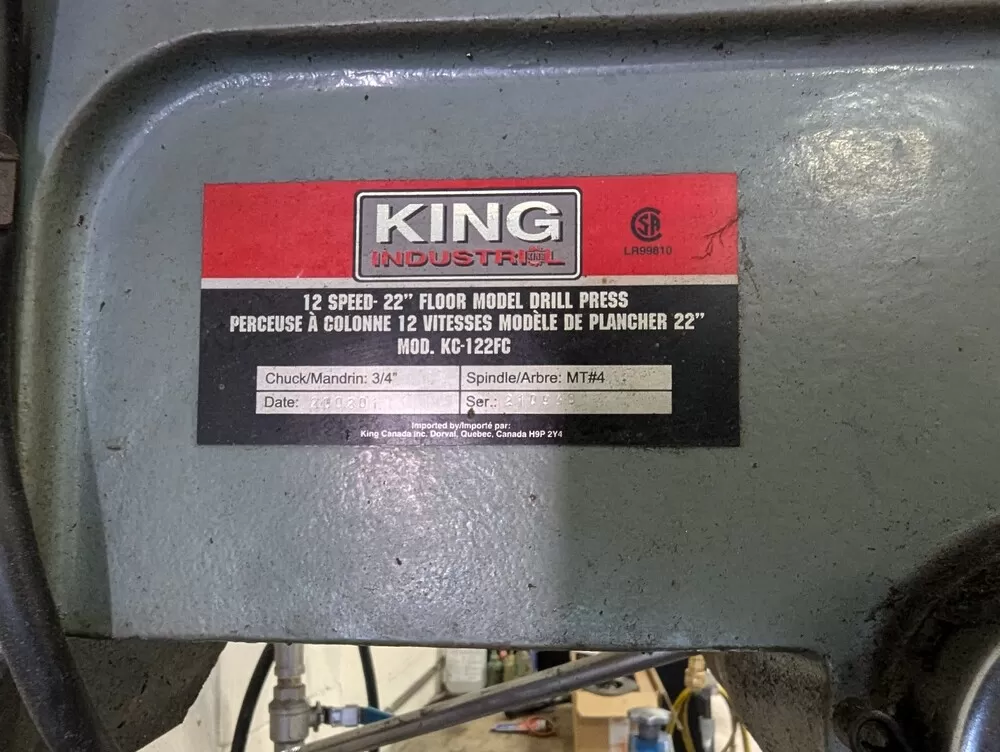 KING
INDUSTRIAL
CSA
LR99810
12 SPEED- 22” FLOOR MODEL DRILL PRESS
PERCEUSE À COLONNE 12 VITESSES MODÈLE DE PLANCHER 22”
MOD. KC-122FC
Chuck/Mandrin: 3/4" Spindle/Arbre: MT#4
Date: Ser.:
Imported by/Importé par:
King Canada Inc. Dorval, Quebec, Canada H9P 2Y4